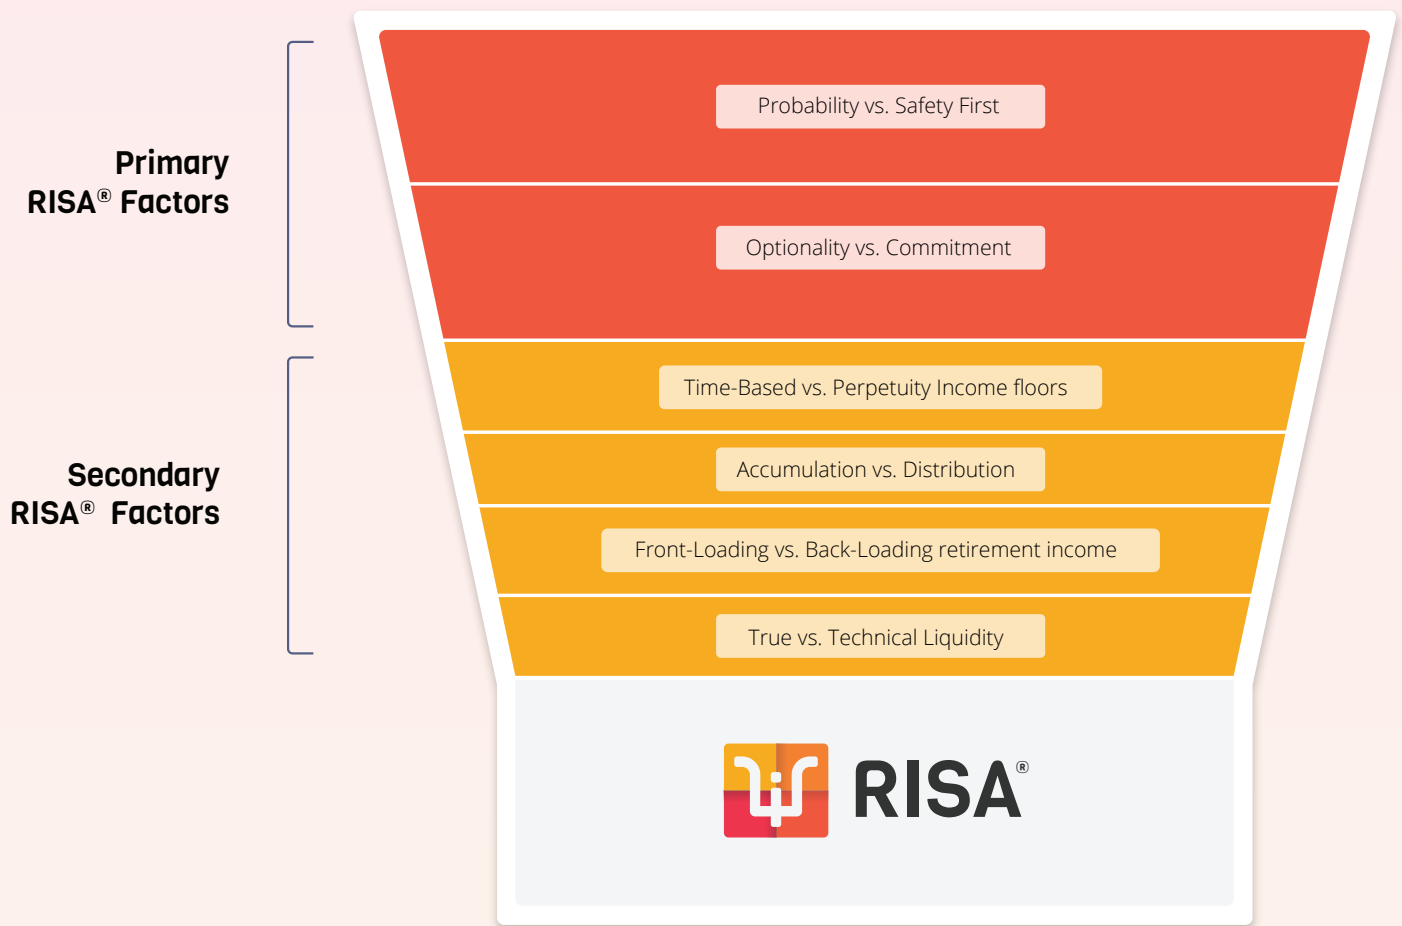 Primary
RISA® Factors
Probability vs. Safety First
Optionality vs. Commitment
Secondary
RISA® Factors
Time-Based vs. Perpetuity Income floors
Accumulation vs. Distribution
Front-Loading vs. Back-Loading retirement income
True vs. Technical Liquidity
RISA®